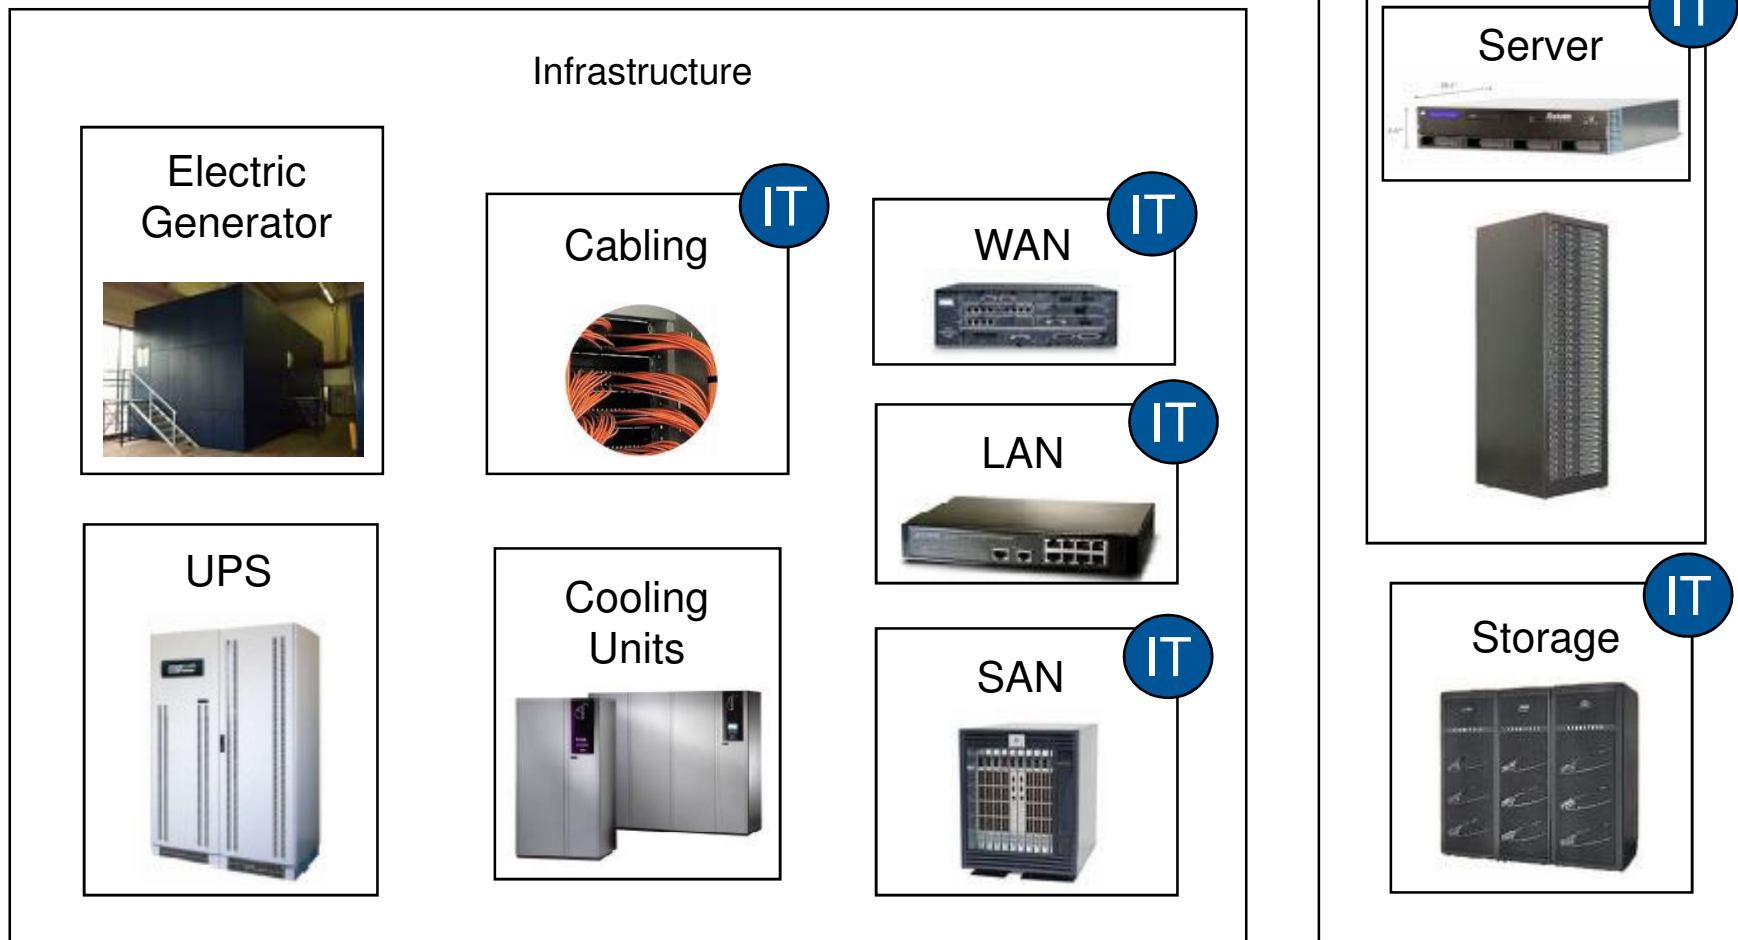 Infrastructure
Electric
Generator
IT
Cabling
IT
WAN
IT
LAN
UPS
Cooling
Units
IT
SAN
IT
Server
IT
Storage